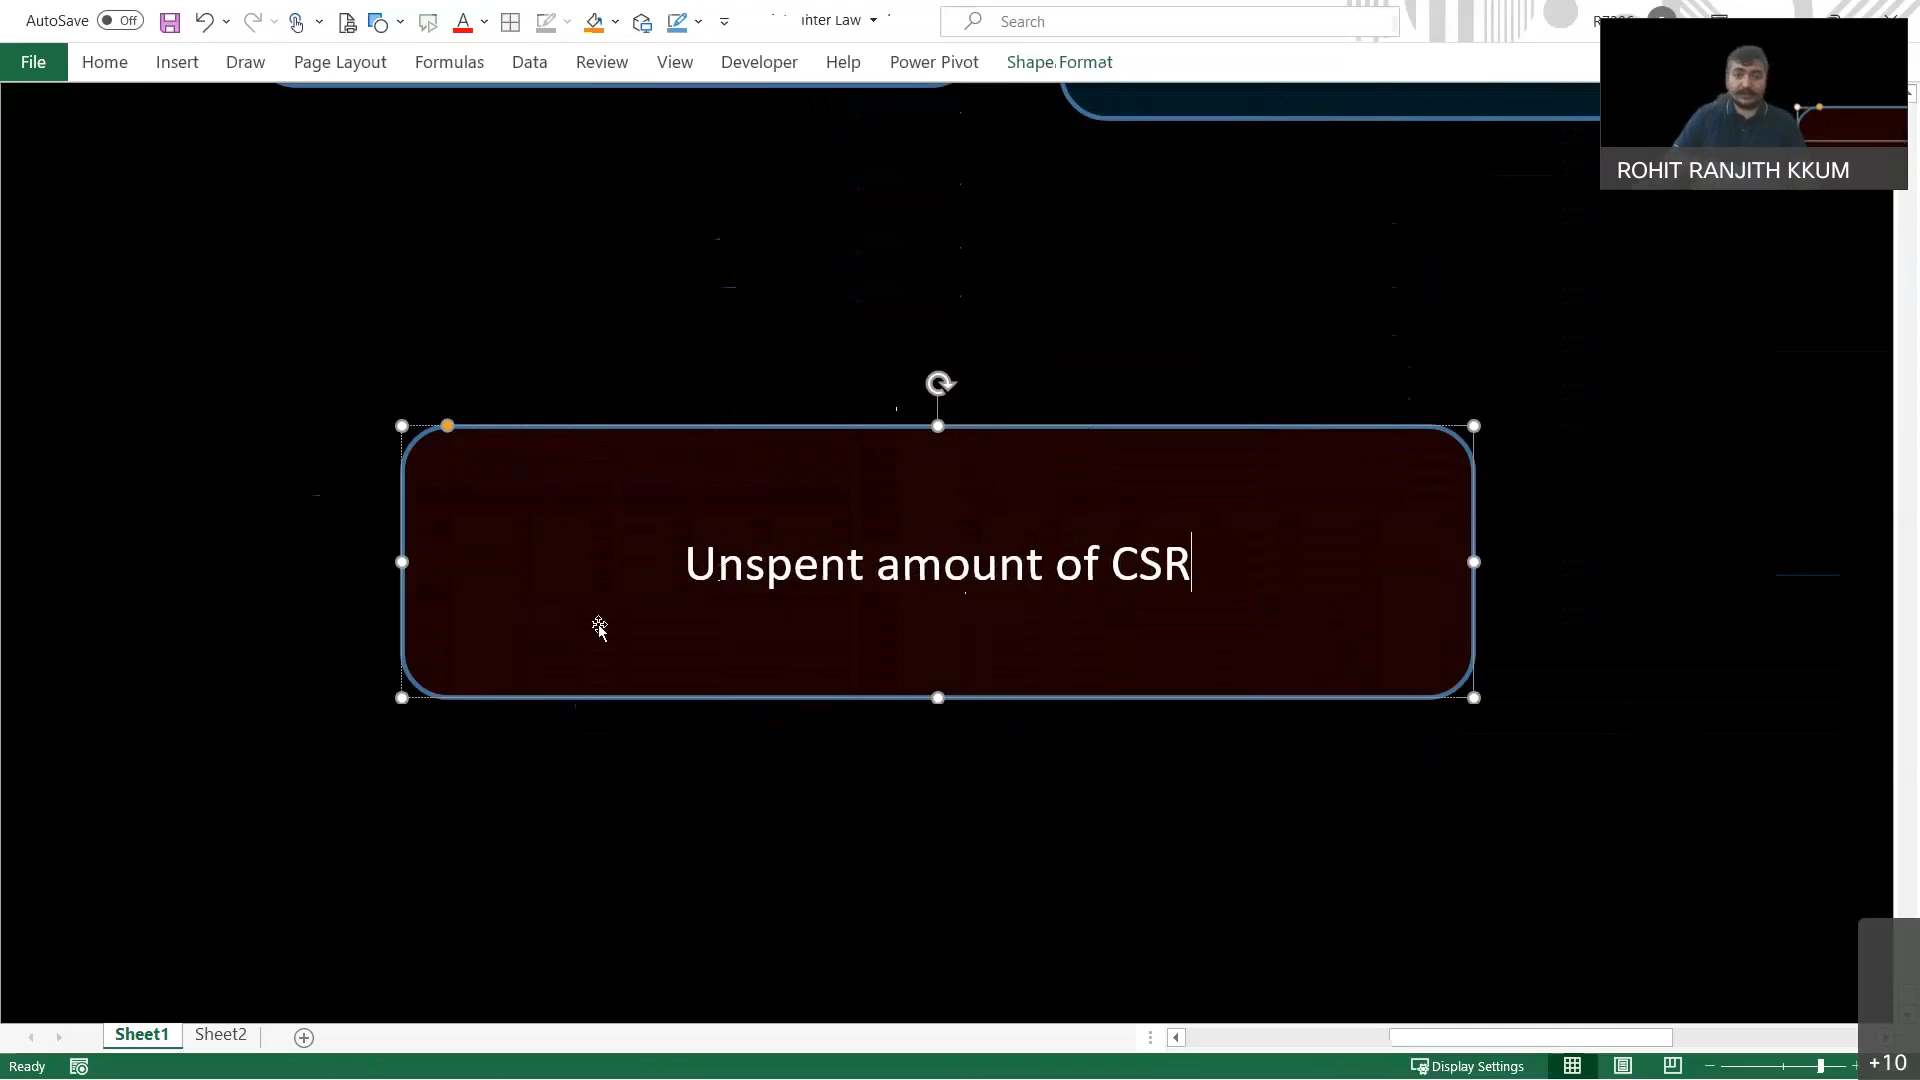 AutoSave Off
inter Law
Search
File Home Insert Draw Page Layout Formulas Data Review View Developer Help Power Pivot Shape Format
ROHIT RANJITH KKUM
Unspent amount of CSR
Sheet1 Sheet2
Ready
Display Settings
+10